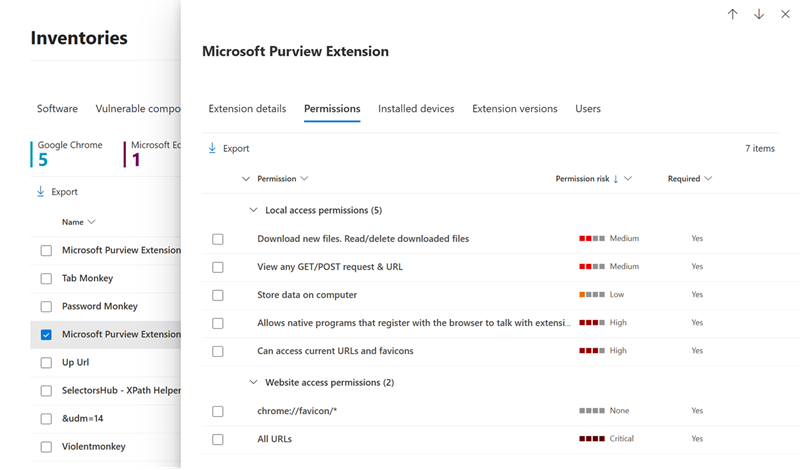 Inventories
Software Vulnerable compo
Google Chrome Microsoft Ed
5 1
Export
Name
Microsoft Purview Extension
Tab Monkey
Password Monkey
Microsoft Purview Extension
Up Url
SelectorsHub - XPath Helper
&udm=14
Violentmonkey
Microsoft Purview Extension
Extension details Permissions Installed devices Extension versions Users
Export 7 items
Permission Permission risk Required
Local access permissions (5)
Download new files. Read/delete downloaded files Medium Yes
View any GET/POST request & URL Medium Yes
Store data on computer Low Yes
Allows native programs that register with the browser to talk with extensi... High Yes
Can access current URLs and favicons High Yes
Website access permissions (2)
chrome://favicon/* None Yes
All URLs Critical Yes